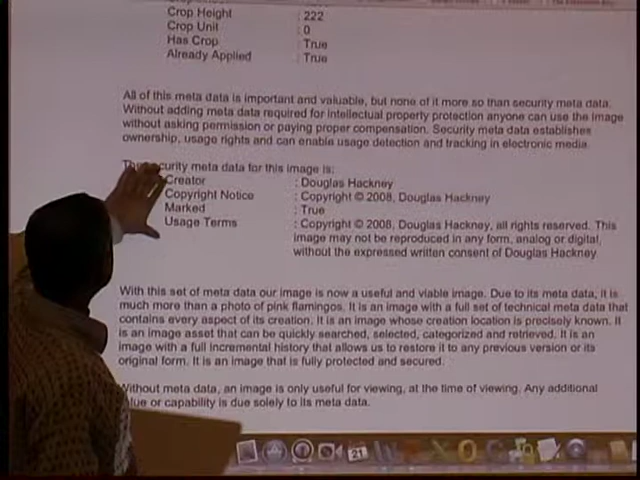 Crop Height : 222
Crop Unit : 0
Has Crop : True
Already Applied : True
All of this meta data is important and valuable, but none of it more so than security meta data.
Without adding meta data required for intellectual property protection anyone can use the image
without asking permission or paying proper compensation. Security meta data establishes
ownership, usage rights and can enable usage detection and tracking in electronic media.
security meta data for this image is:
Creator : Douglas Hackney
Copyright Notice : Copyright © 2008, Douglas Hackney
Marked : True
Usage Terms : Copyright © 2008, Douglas Hackney, all rights reserved. This
image may not be reproduced in any form, analog or digital,
without the expressed written consent of Douglas Hackney.
With this set of meta data our image is now a useful and viable image. Due to its meta data, it is
much more than a photo of pink flamingos. It is an image with a full set of technical meta data that
contains every aspect of its creation. It is an image whose creation location is precisely known. It
is an image asset that can be quickly searched, selected, categorized and retrieved. It is an
image with a full incremental history that allows us to restore it to any previous version or its
original form. It is an image that is fully protected and secured.
Without meta data, an image is only useful for viewing, at the time of viewing. Any additional
value or capability is due solely to its meta data.
21